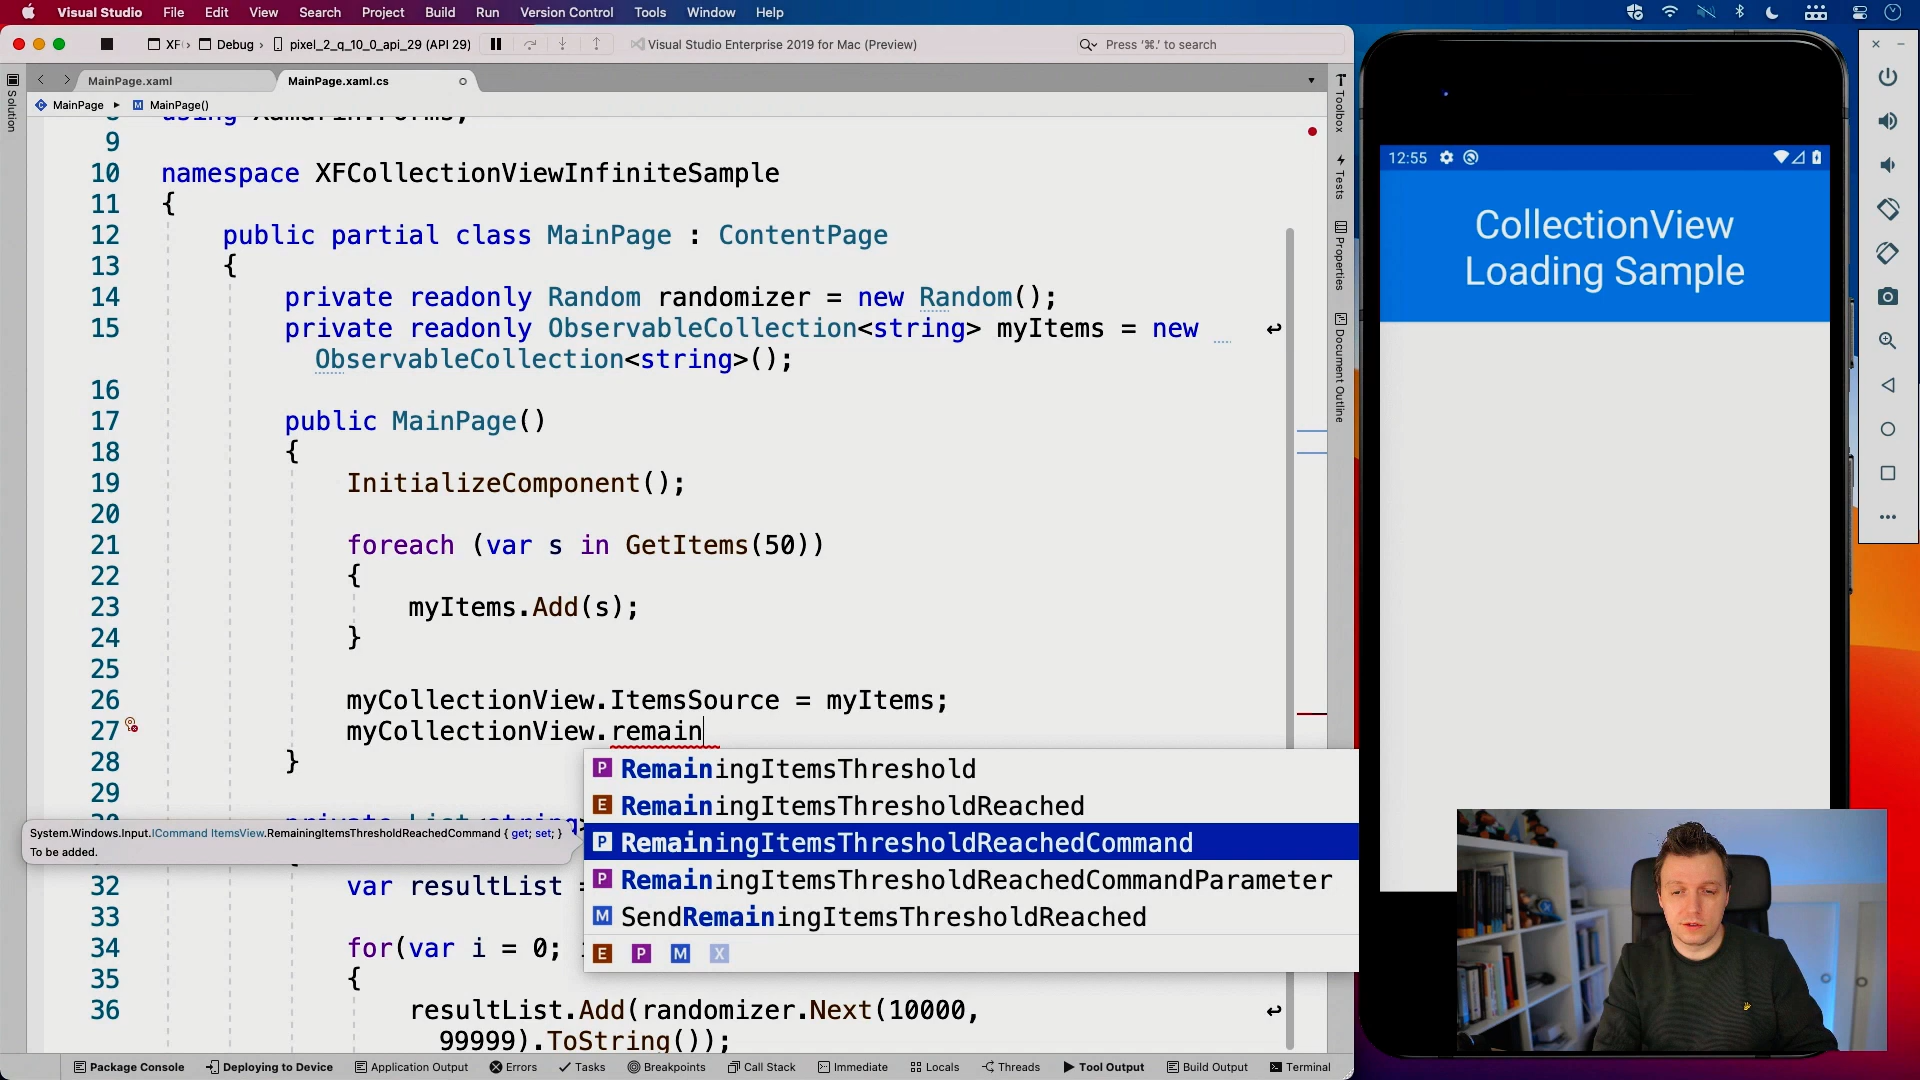 Visual Studio File Edit View Search Project Build Run Version Control Tools Window Help
XF Debug pixel_2_q_10_0_api_29 (API 29) Visual Studio Enterprise 2019 for Mac (Preview) Press '⌘.' to search
MainPage.xaml MainPage.xaml.cs
MainPage MainPage()
Solution
Toolbox
Tests
Properties
Document Outline
9
10 namespace XFCollectionViewInfiniteSample
11 {
12 public partial class MainPage : ContentPage
13 {
14 private readonly Random randomizer = new Random();
15 private readonly ObservableCollection<string> myItems = new
ObservableCollection<string>();
16
17 public MainPage()
18 {
19 InitializeComponent();
20
21 foreach (var s in GetItems(50))
22 {
23 myItems.Add(s);
24 }
25
26 myCollectionView.ItemsSource = myItems;
27 myCollectionView.remain
28 }
29
RemainingItemsThreshold
RemainingItemsThresholdReached
RemainingItemsThresholdReachedCommand
RemainingItemsThresholdReachedCommandParameter
SendRemainingItemsThresholdReached
E P M X
System.Windows.Input.ICommand ItemsView.RemainingItemsThresholdReachedCommand { get; set; }
To be added.
32 var resultList =
33
34 for(var i = 0;
35 {
36 resultList.Add(randomizer.Next(10000,
99999).ToString());
Package Console Deploying to Device Application Output Errors Tasks Breakpoints Call Stack Immediate Locals Threads Tool Output Build Output Terminal
12:55
CollectionView
Loading Sample